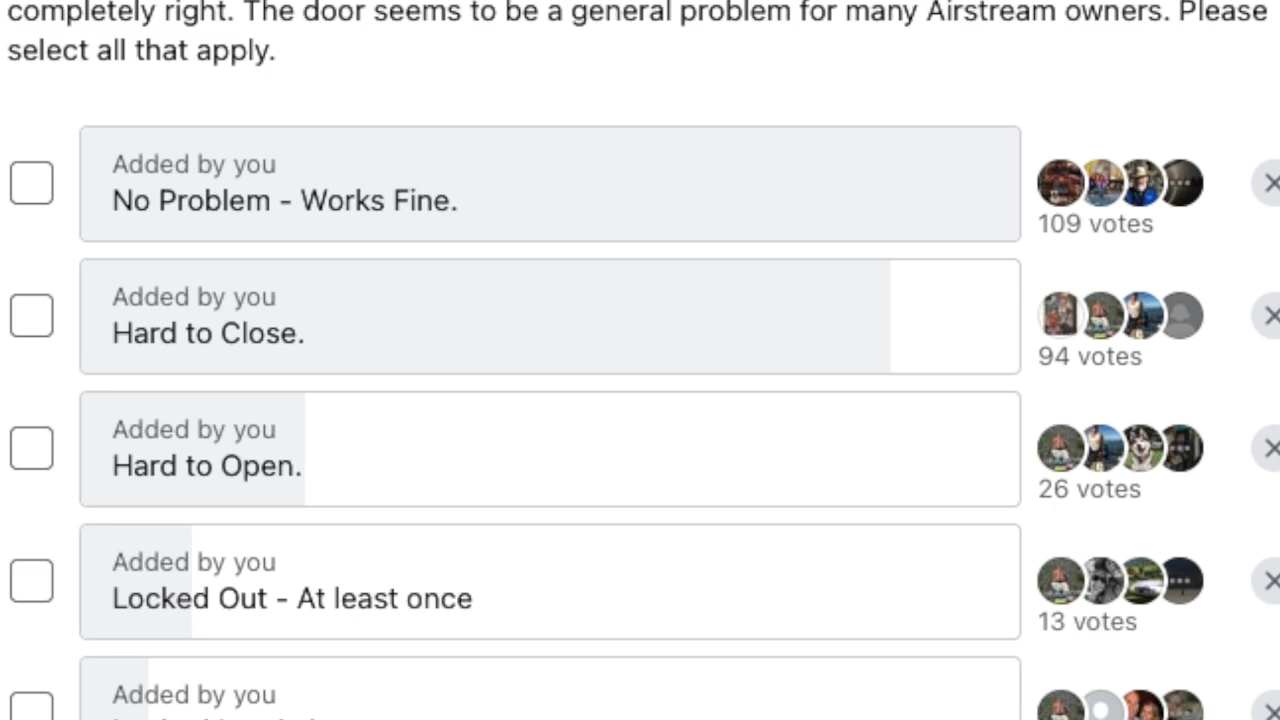 completely right. The door seems to be a general problem for many Airstream owners. Please
select all that apply.
Added by you
No Problem - Works Fine.
109 votes
Added by you
Hard to Close.
94 votes
Added by you
Hard to Open.
26 votes
Added by you
Locked Out - At least once
13 votes
Added by you